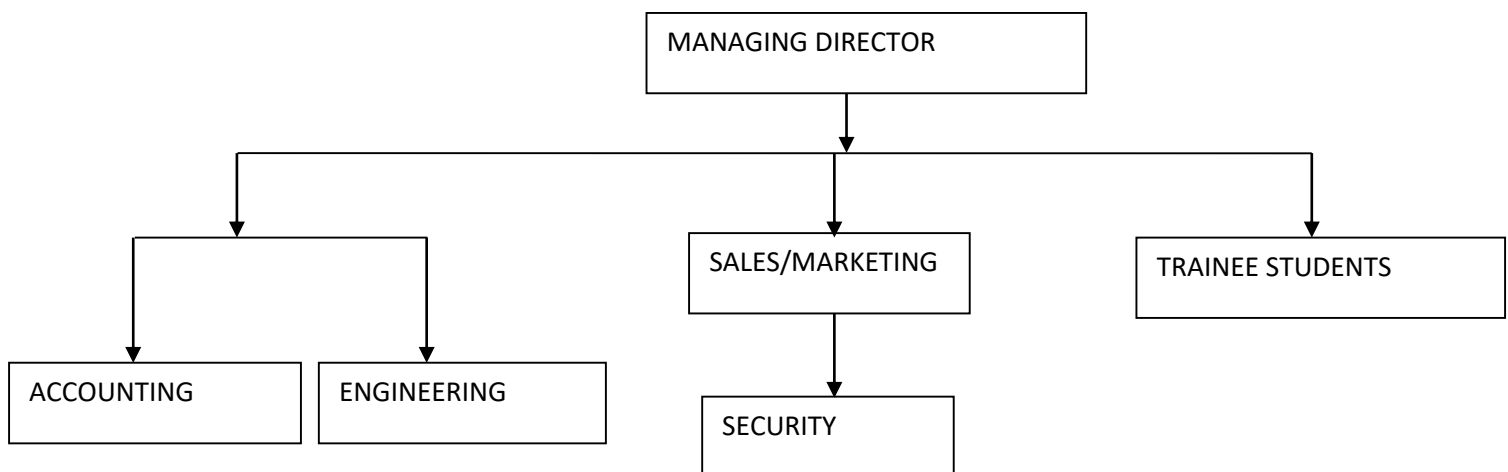 MANAGING DIRECTOR
SALES/MARKETING
TRAINEE STUDENTS
ACCOUNTING
ENGINEERING
SECURITY